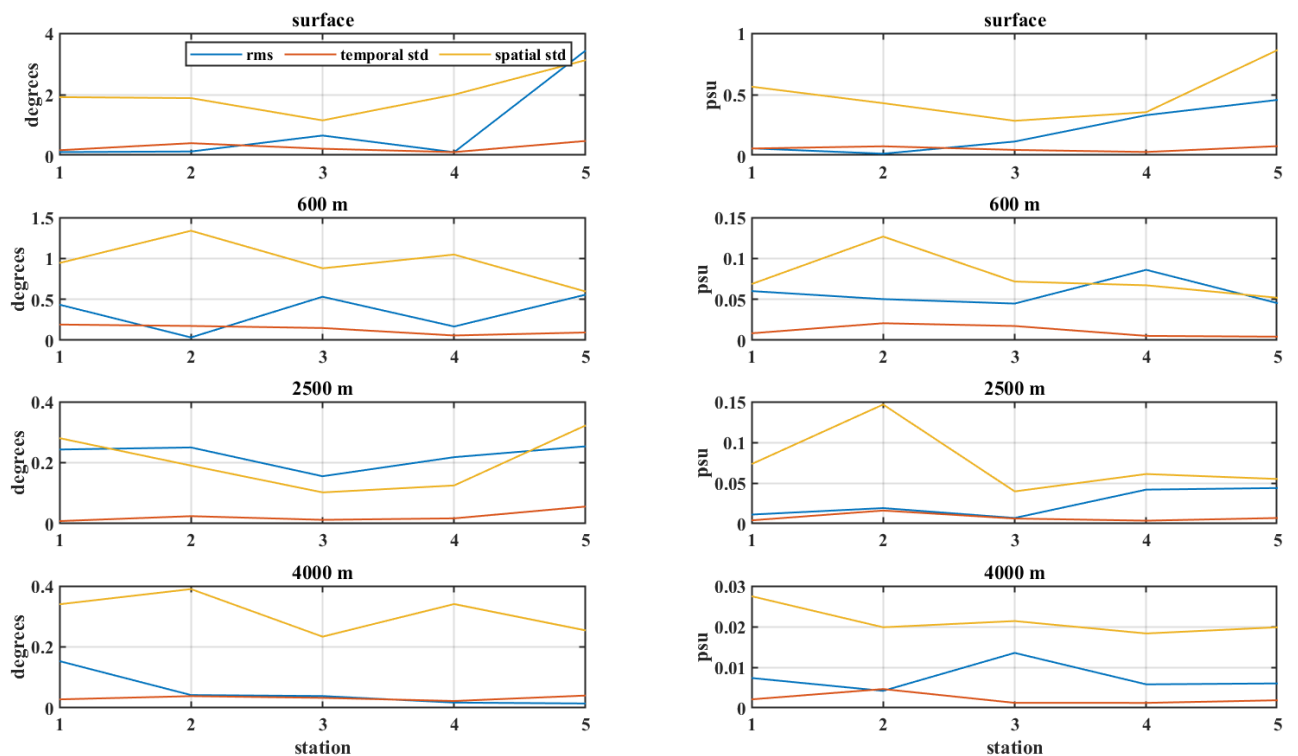 surface
4
2
0
degrees
rms temporal std spatial std
1 2 3 4 5
600 m
1.5
1
0.5
0
degrees
1 2 3 4 5
2500 m
0.4
0.2
0
degrees
1 2 3 4 5
4000 m
0.4
0.2
0
degrees
1 2 3 4 5
station
surface
1
0.5
0
psu
1 2 3 4 5
600 m
0.15
0.1
0.05
0
psu
1 2 3 4 5
2500 m
0.15
0.1
0.05
0
psu
1 2 3 4 5
4000 m
0.03
0.02
0.01
0
psu
1 2 3 4 5
station